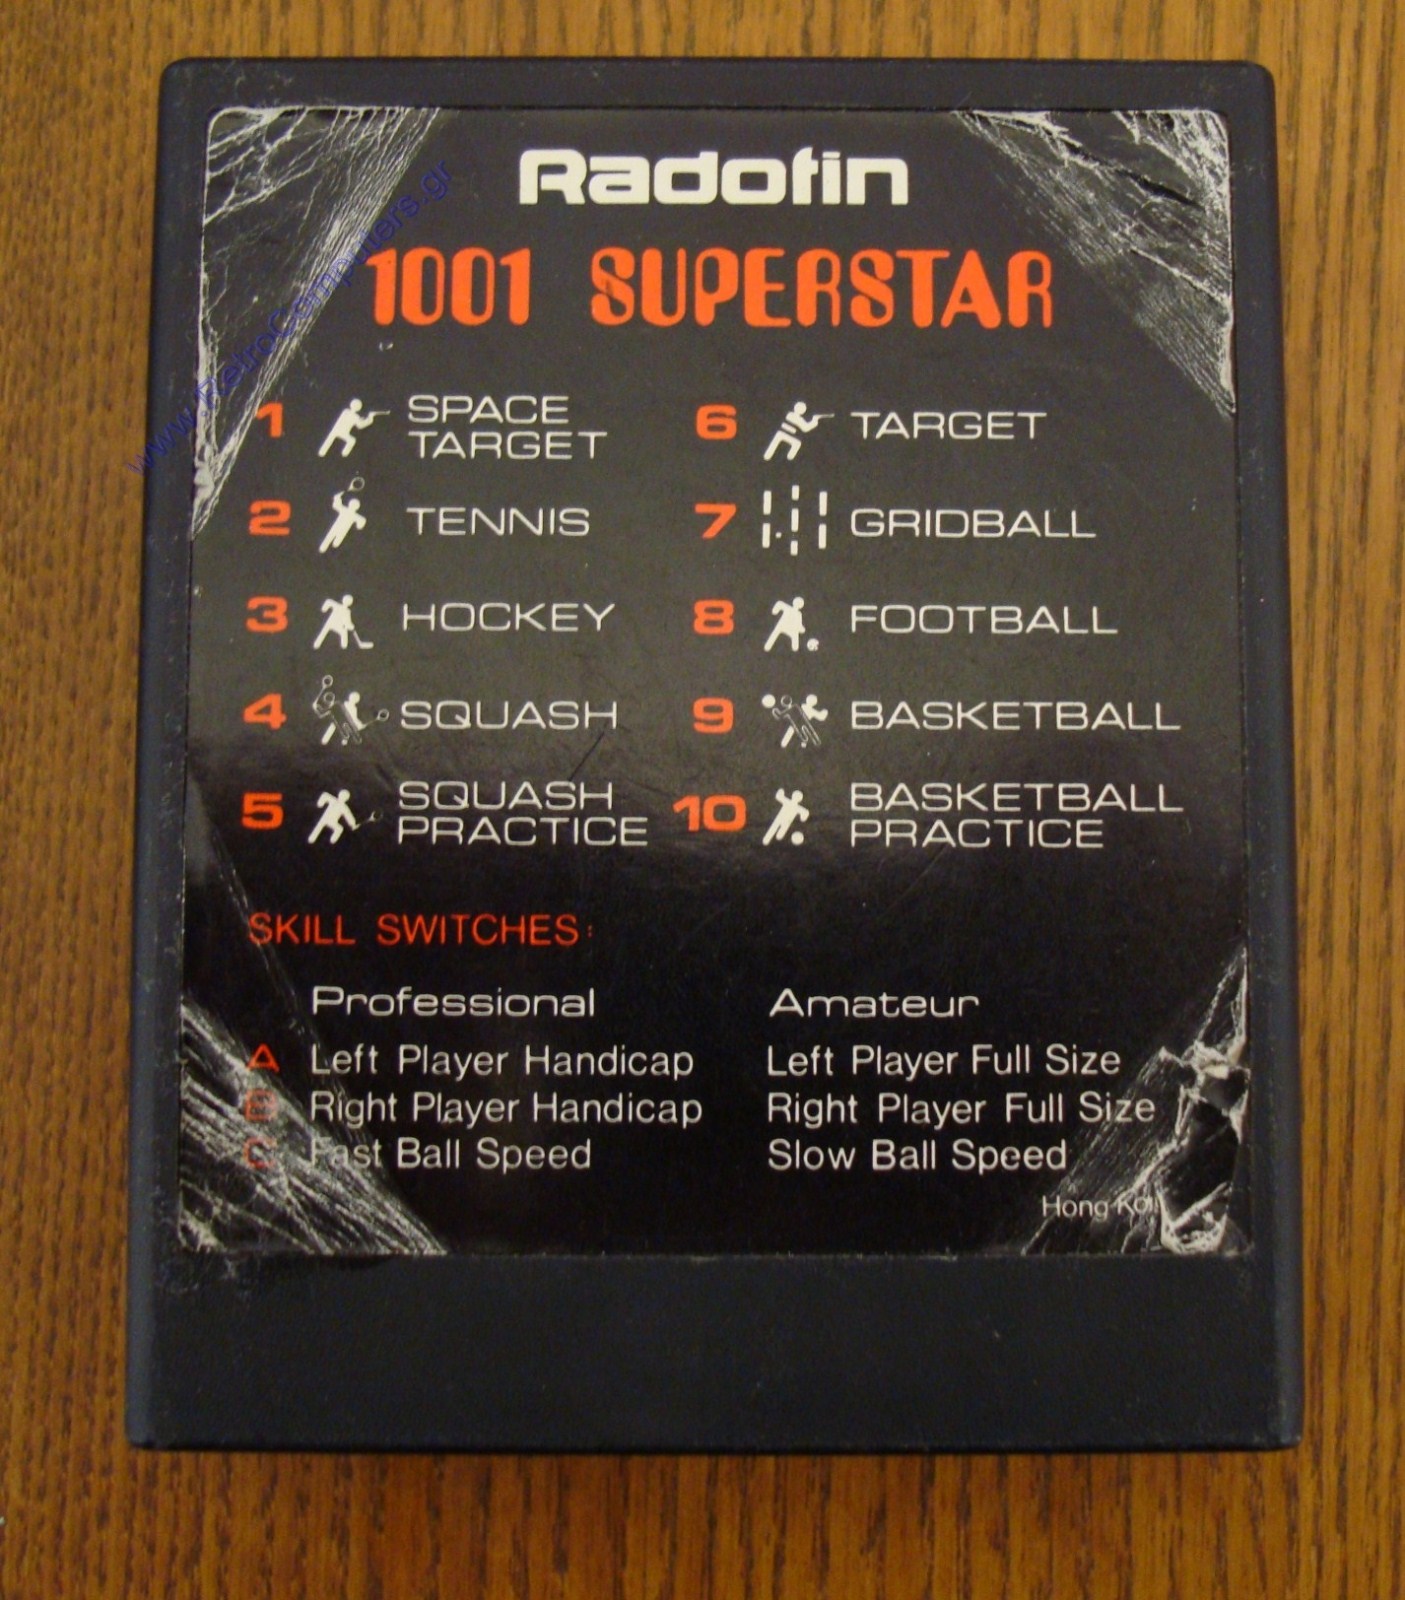 Radofin
1001 SUPERSTAR
1 SPACE TARGET
2 TENNIS
3 HOCKEY
4 SQUASH
5 SQUASH PRACTICE
6 TARGET
7 GRIDBALL
8 FOOTBALL
9 BASKETBALL
10 BASKETBALL PRACTICE
SKILL SWITCHES:
Professional Amateur
A Left Player Handicap Left Player Full Size
B Right Player Handicap Right Player Full Size
C Fast Ball Speed Slow Ball Speed
Hong
www.RetroComputers.gr